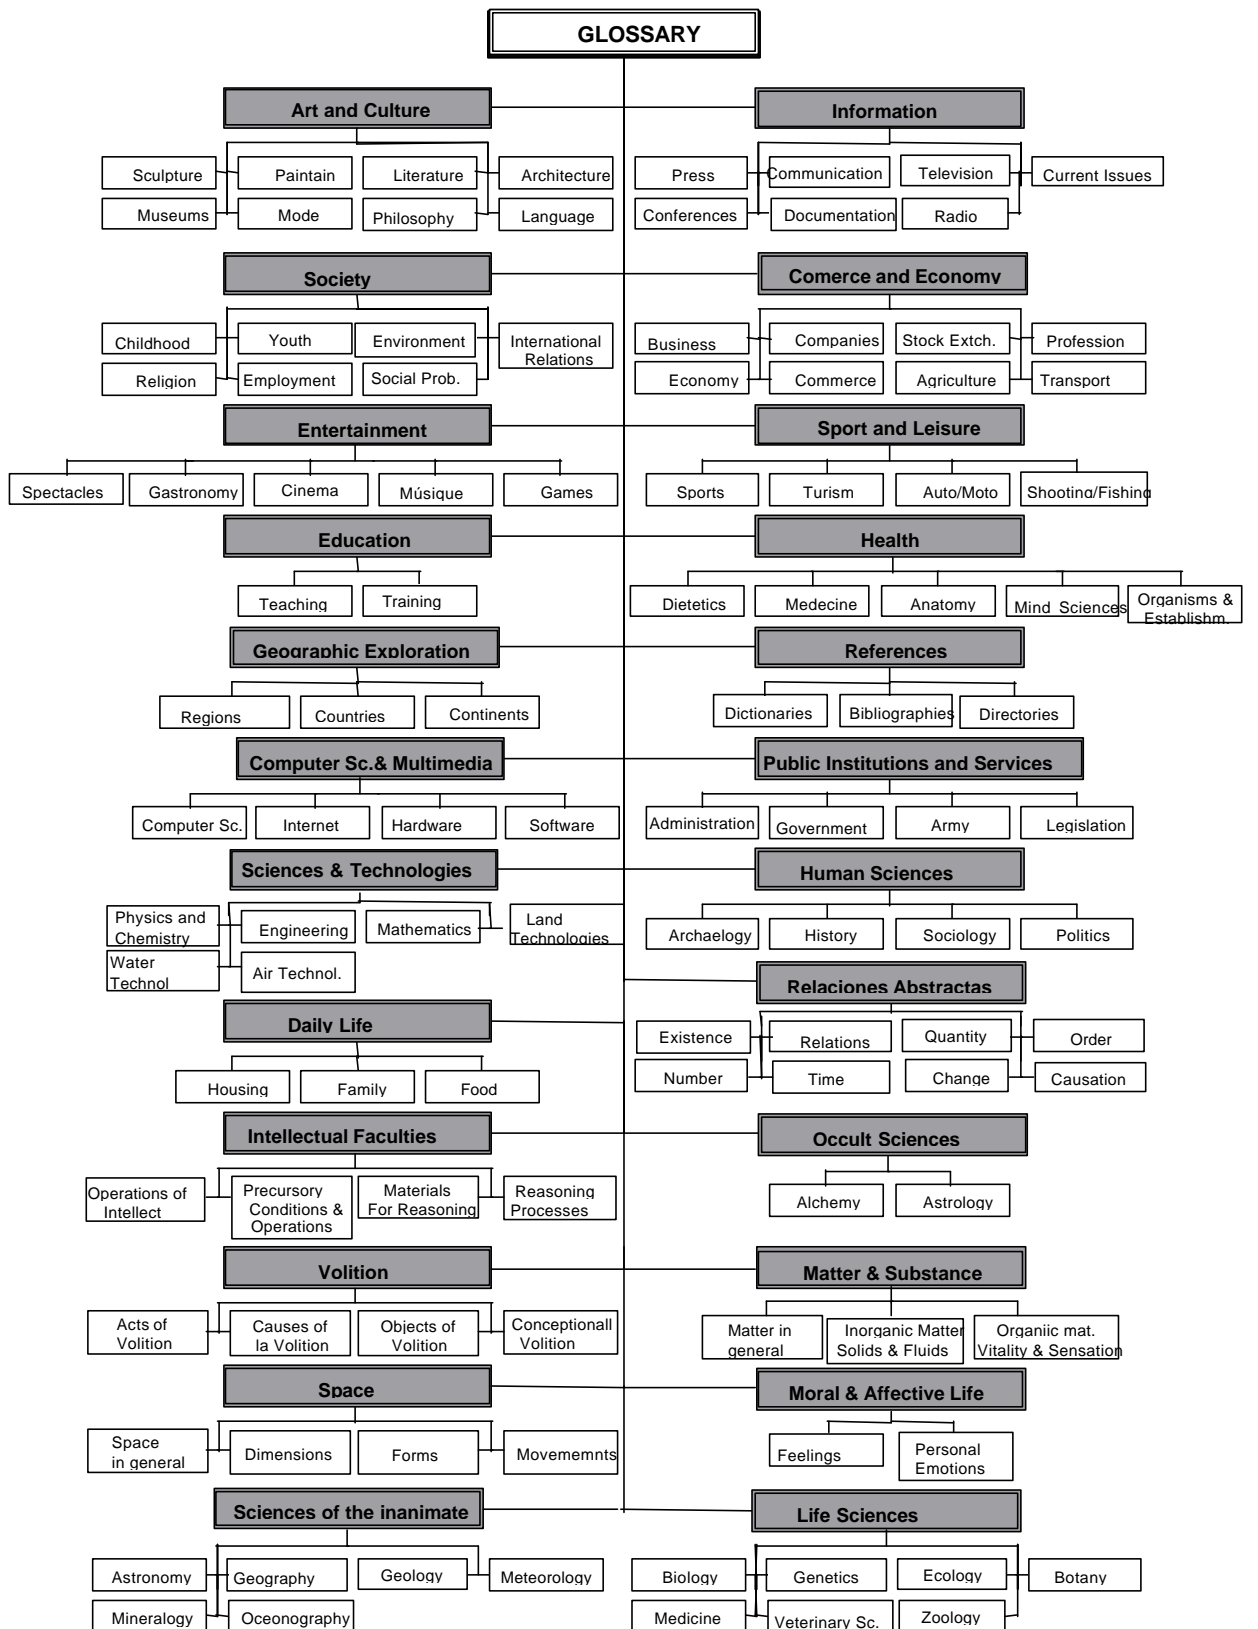 GLOSSARY
Art and Culture
Sculpture
Paintain
Literature
Architecture
Museums
Mode
Philosophy
Language
Information
Press
Communication
Television
Current Issues
Conferences
Documentation
Radio
Society
Childhood
Youth
Environment
International
Relations
Religion
Employment
Social Prob.
Comerce and Economy
Business
Companies
Stock Extch.
Profession
Economy
Commerce
Agriculture
Transport
Entertainment
Spectacles
Gastronomy
Cinema
Músique
Games
Sport and Leisure
Sports
Turism
Auto/Moto
Shooting/Fishing
Education
Teaching
Training
Health
Dietetics
Medecine
Anatomy
Mind Sciences
Organisms &
Establishm.
Geographic Exploration
Regions
Countries
Continents
References
Dictionaries
Bibliographies
Directories
Computer Sc.& Multimedia
Computer Sc.
Internet
Hardware
Software
Public Institutions and Services
Administration
Government
Army
Legislation
Sciences & Technologies
Physics and
Chemistry
Engineering
Mathematics
Land
Technologies
Water
Technol
Air Technol.
Human Sciences
Archaelogy
History
Sociology
Politics
Relaciones Abstractas
Existence
Relations
Quantity
Order
Number
Time
Change
Causation
Daily Life
Housing
Family
Food
Intellectual Faculties
Operations of
Intellect
Precursory
Conditions &
Operations
Materials
For Reasoning
Reasoning
Processes
Occult Sciences
Alchemy
Astrology
Volition
Acts of
Volition
Causes of
la Volition
Objects of
Volition
Conceptionall
Volition
Matter & Substance
Matter in
general
Inorganic Matter
Solids & Fluids
Organiic mat.
Vitality & Sensation
Space
Space
in general
Dimensions
Forms
Movememnts
Moral & Affective Life
Feelings
Personal
Emotions
Sciences of the inanimate
Astronomy
Geography
Geology
Meteorology
Mineralogy
Oceonography
Life Sciences
Biology
Genetics
Ecology
Botany
Medicine
Veterinary Sc.
Zoology